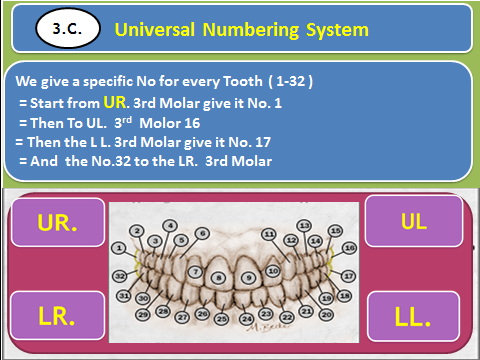 3.C.
Universal Numbering System
We give a specific No for every Tooth ( 1-32 )
= Start from UR. 3rd Molar give it No. 1
= Then To UL. 3rd Molor 16
= Then the L L. 3rd Molar give it No. 17
= And the No.32 to the LR. 3rd Molar
UR.
UL
LR.
LL.
1 2 3 4 5 6 7 8 9 10 11 12 13 14 15 16
32 31 30 29 28 27 26 25 24 23 22 21 20 19 18 17